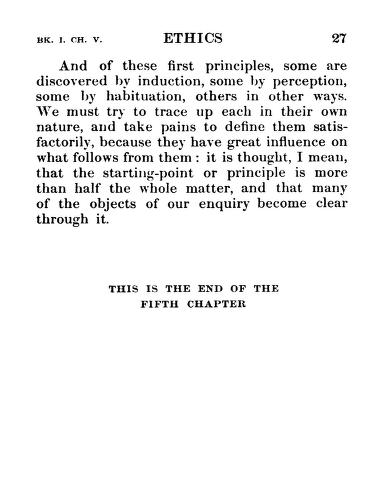 BK. I. CH. V. ETHICS 27
And of these first principles, some are
discovered by induction, some by perception,
some by habituation, others in other ways.
We must try to trace up each in their own
nature, and take pains to define them satis-
factorily, because they have great influence on
what follows from them : it is thought, I mean,
that the starting-point or principle is more
than half the whole matter, and that many
of the objects of our enquiry become clear
through it.
THIS IS THE END OF THE
FIFTH CHAPTER